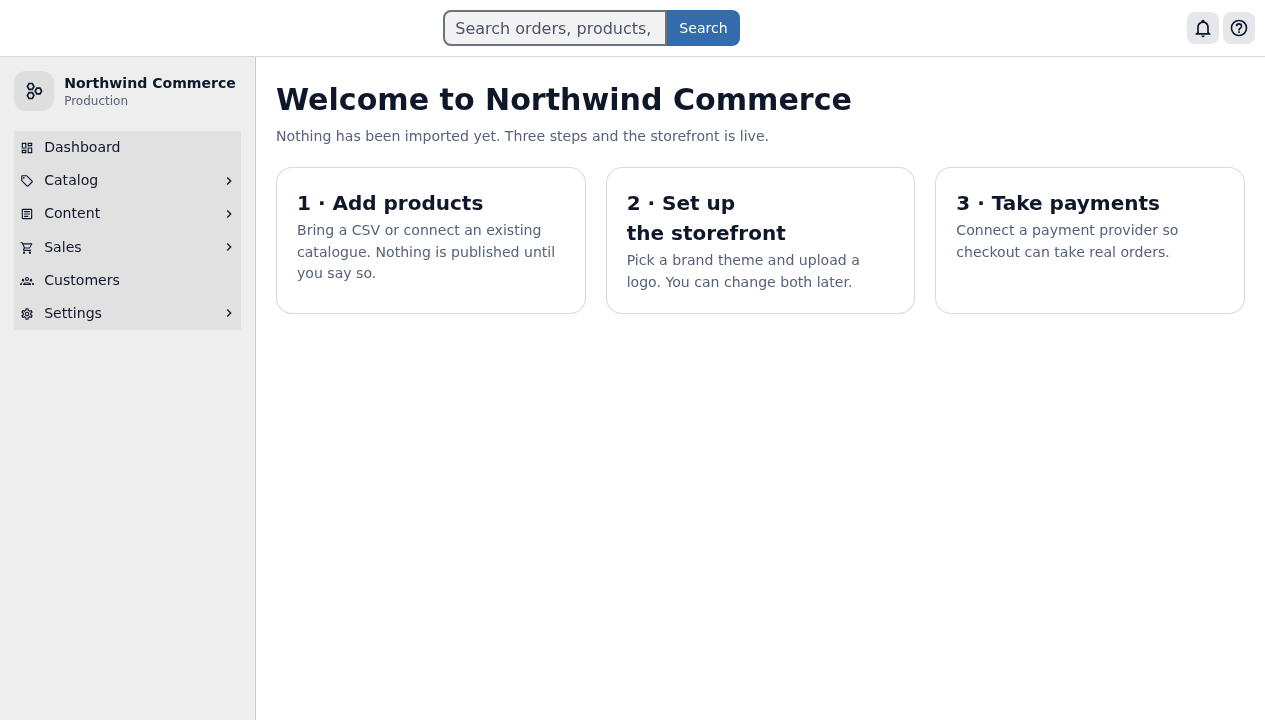 Search orders, products,
Search
Northwind Commerce
Production
Dashboard
Catalog
Content
Sales
Customers
Settings
Welcome to Northwind Commerce
Nothing has been imported yet. Three steps and the storefront is live.
1 · Add products
Bring a CSV or connect an existing
catalogue. Nothing is published until
you say so.
2 · Set up
the storefront
Pick a brand theme and upload a
logo. You can change both later.
3 · Take payments
Connect a payment provider so
checkout can take real orders.